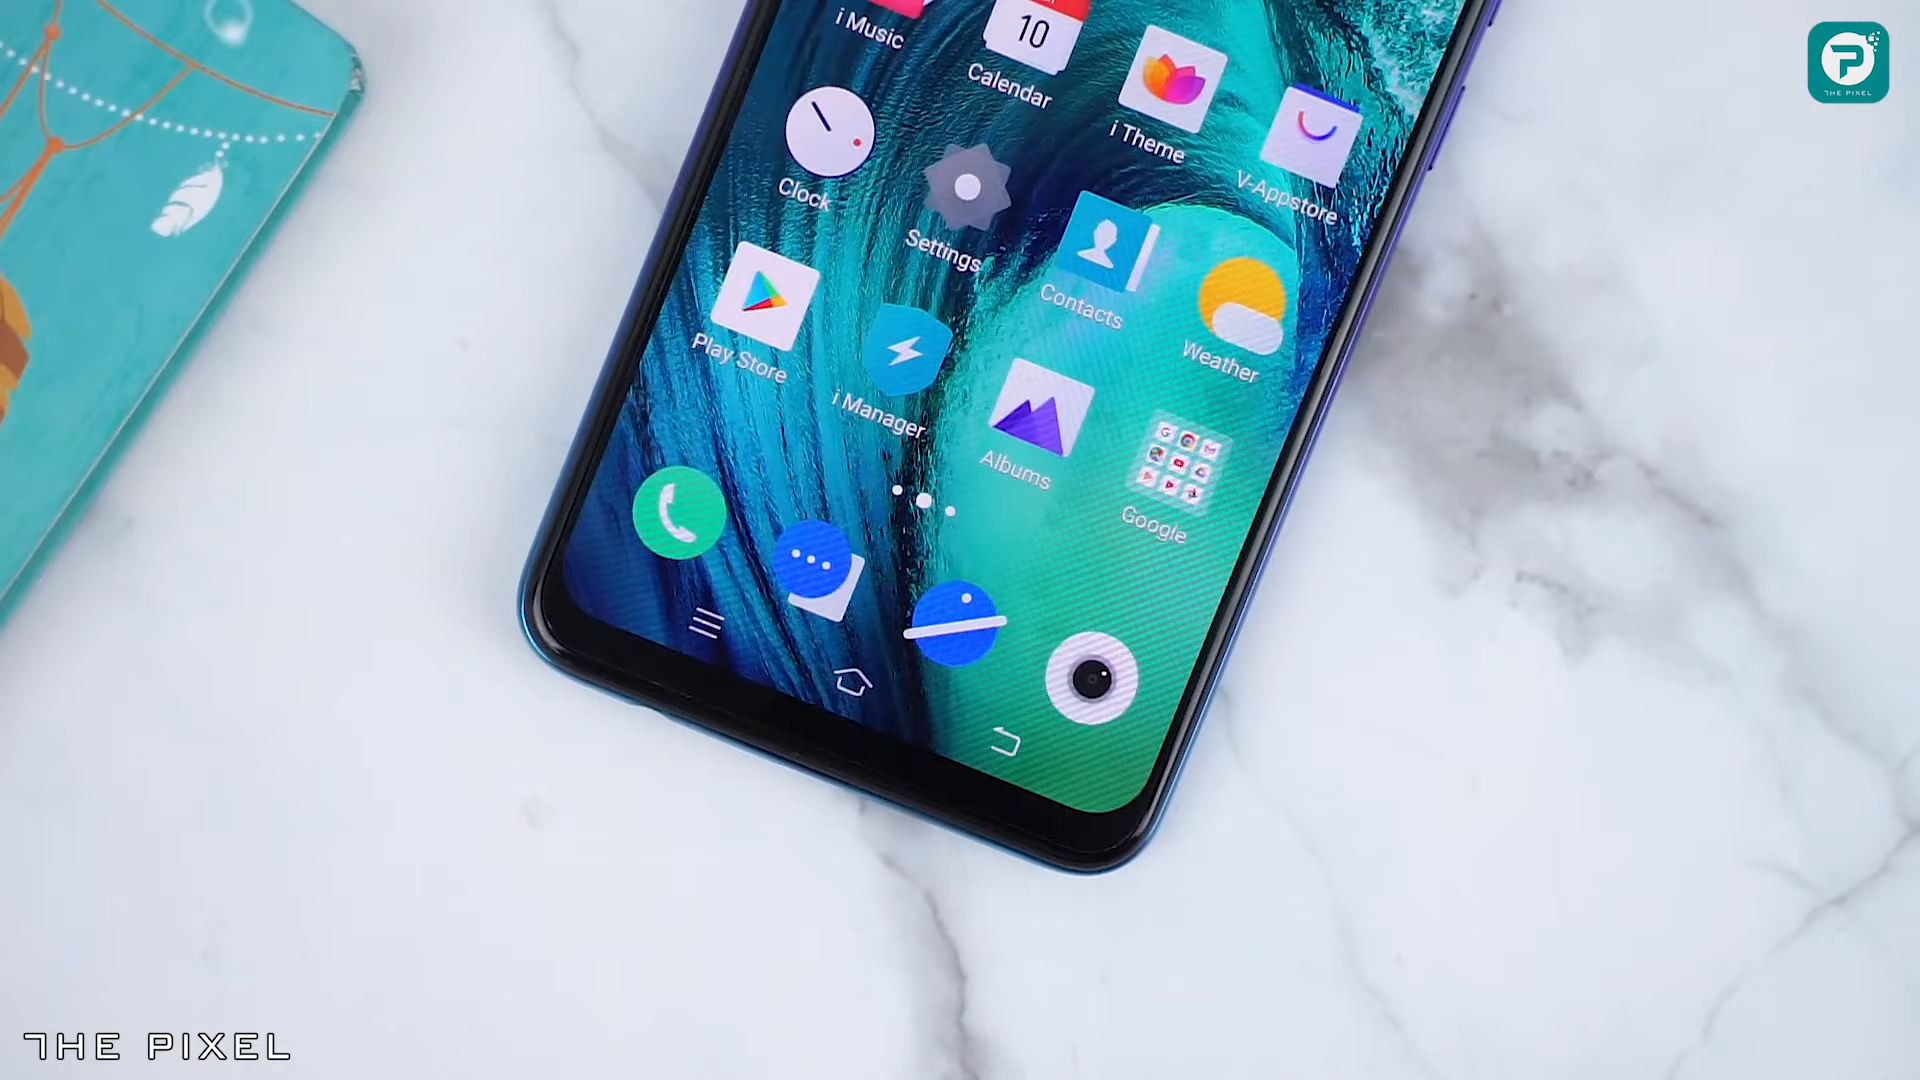 i Music
10
Calendar
i Theme
V-Appstore
Clock
Settings
Contacts
Weather
Play Store
i Manager
Albums
Google
THE PIXEL
THE PIXEL